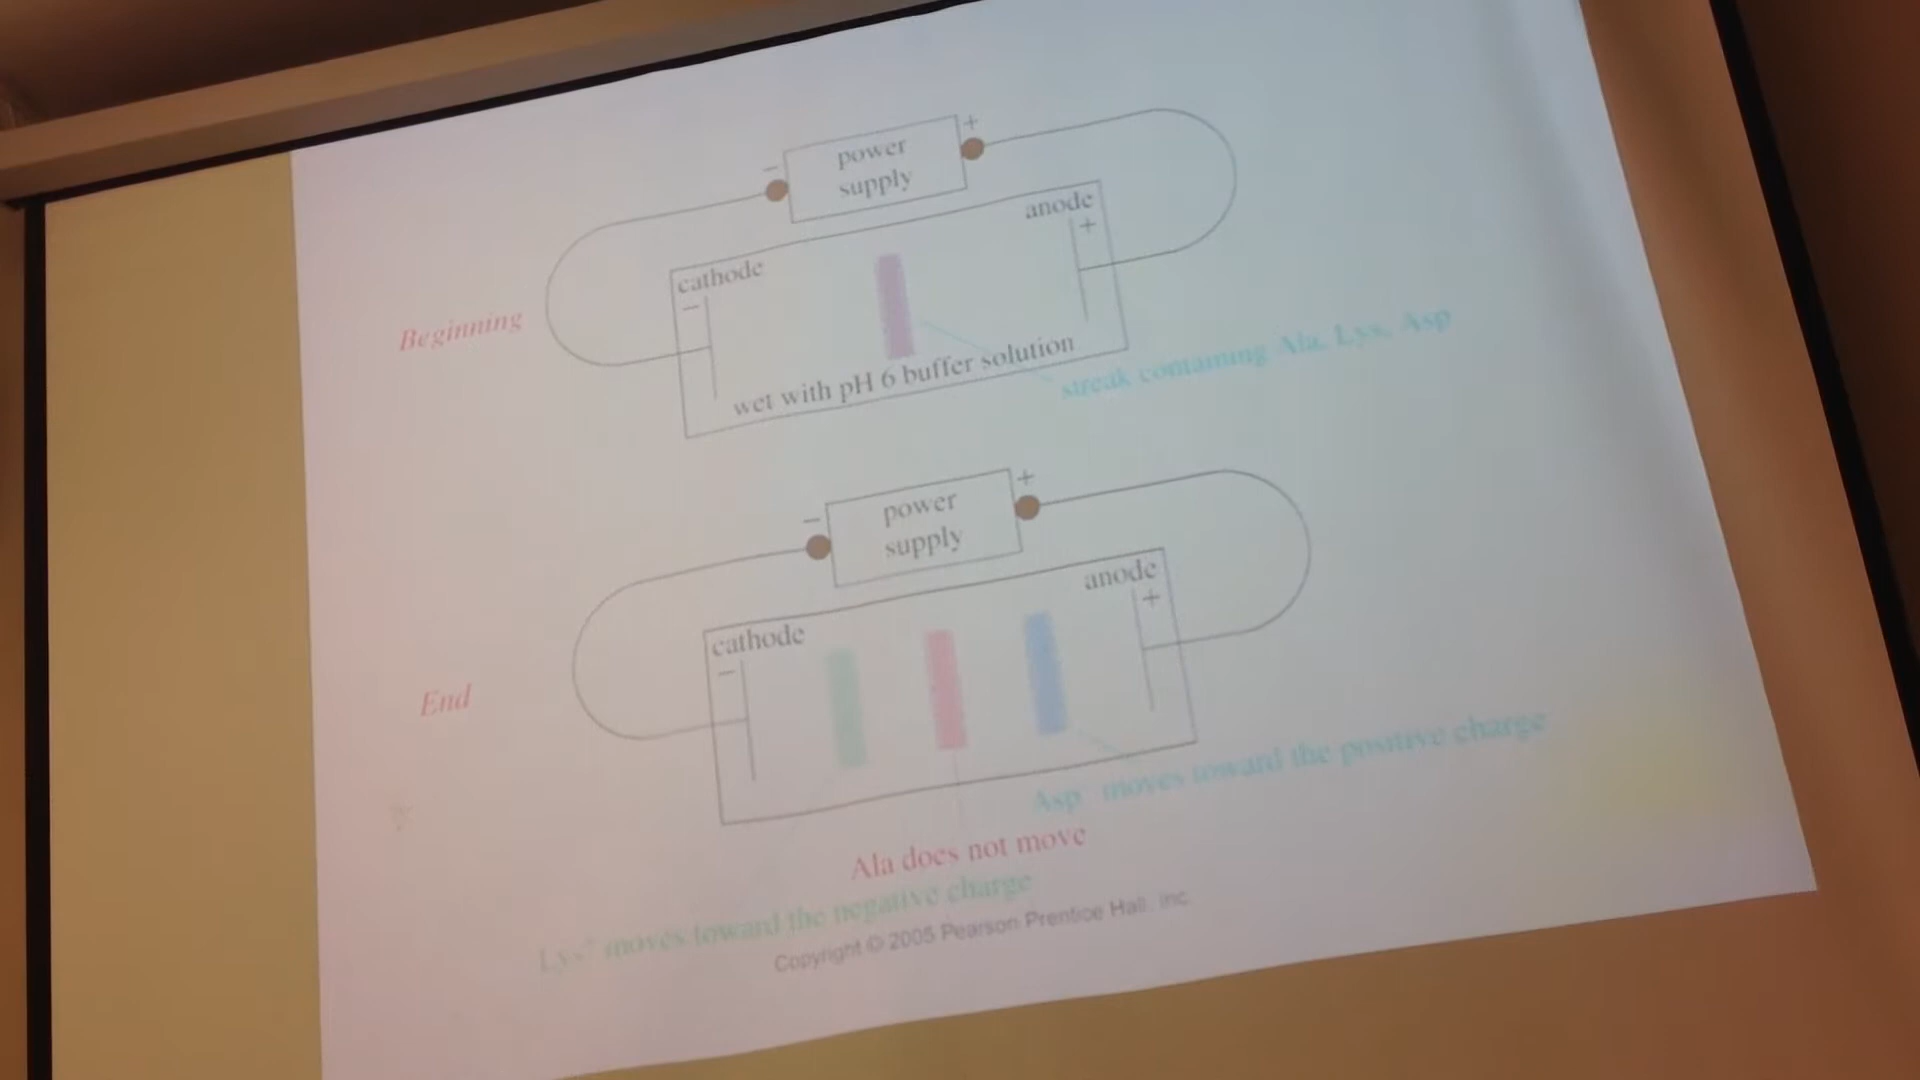 − power +
supply
anode
+
cathode
−
Beginning
wet with pH 6 buffer solution
streak containing Ala, Lys, Asp
− power +
supply
anode
+
cathode
−
End
Asp⁻ moves toward the positive charge
Ala does not move
Lys⁺ moves toward the negative charge
Copyright © 2005 Pearson Prentice Hall, Inc.